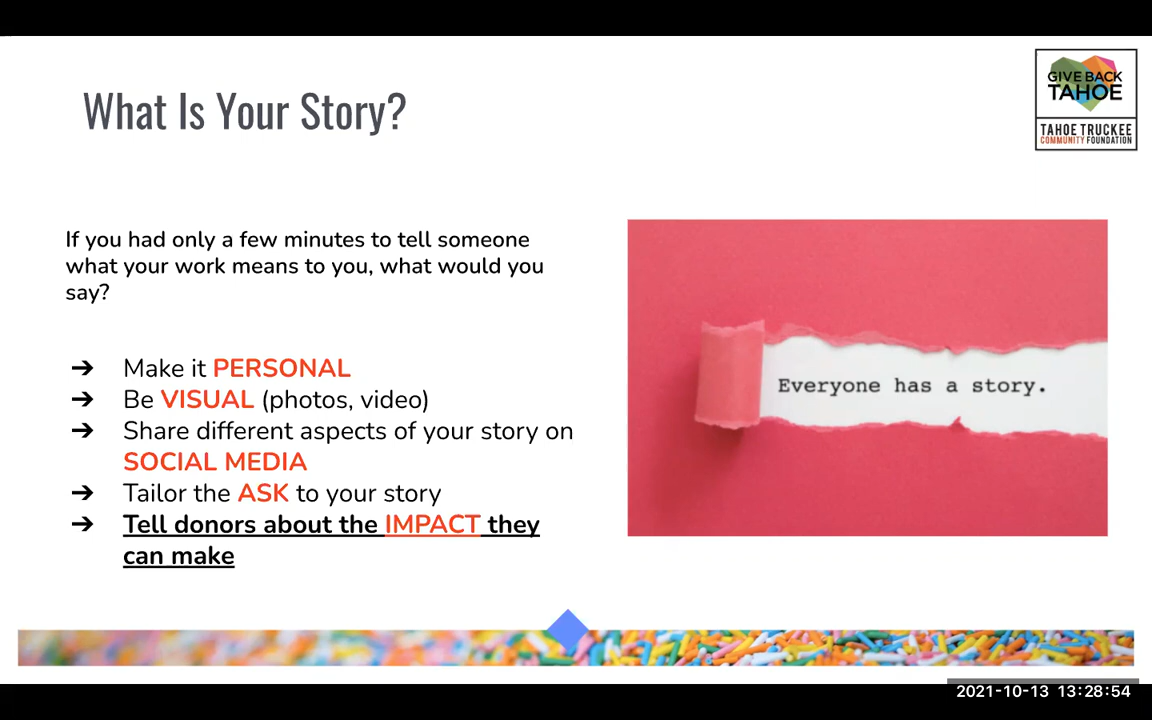 What Is Your Story?
GIVE BACK
TAHOE
TAHOE TRUCKEE
COMMUNITY FOUNDATION
If you had only a few minutes to tell someone
what your work means to you, what would you
say?
➔ Make it PERSONAL
➔ Be VISUAL (photos, video)
➔ Share different aspects of your story on
SOCIAL MEDIA
➔ Tailor the ASK to your story
➔ Tell donors about the IMPACT they
can make
Everyone has a story.
2021-10-13 13:28:54